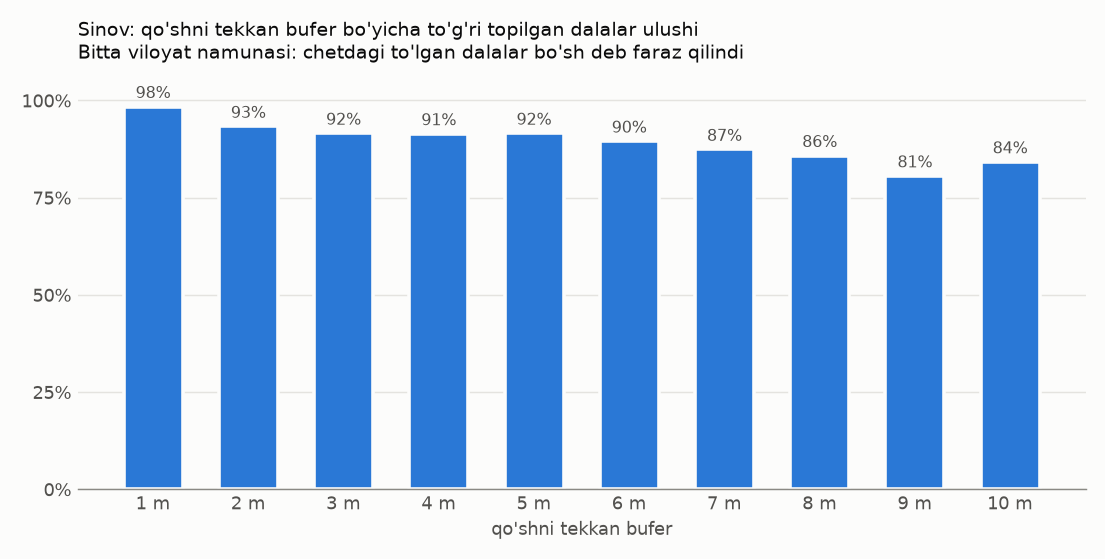 Sinov: qo'shni tekkan bufer bo'yicha to'g'ri topilgan dalalar ulushi
Bitta viloyat namunasi: chetdagi to'lgan dalalar bo'sh deb faraz qilindi
98%
93%
92%
91%
92%
90%
87%
86%
81%
84%
100%
75%
50%
25%
0%
1 m
2 m
3 m
4 m
5 m
6 m
7 m
8 m
9 m
10 m
qo'shni tekkan bufer